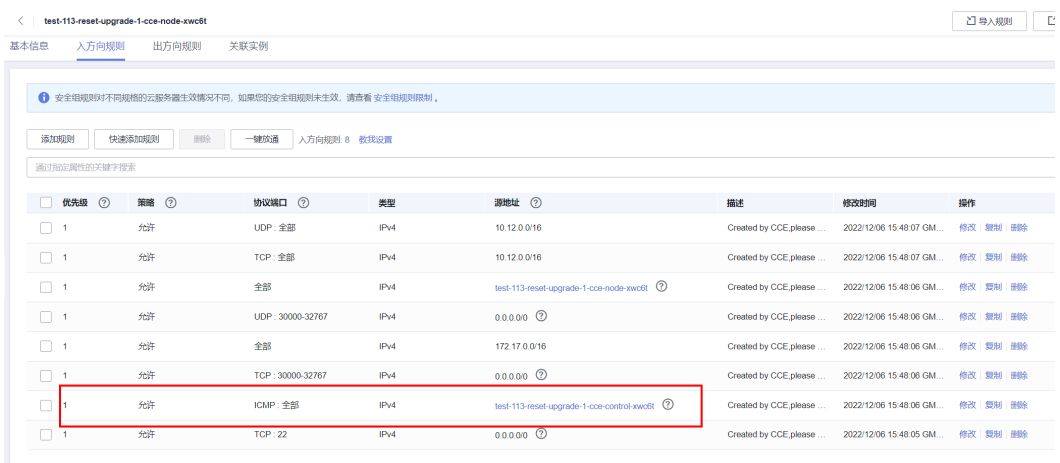 test-113-reset-upgrade-1-cce-node-xwc6t
导入规则
基本信息 入方向规则 出方向规则 关联实例
安全组规则对不同规格的云服务器生效情况不同，如果您的安全组规则未生效，请查看 安全组规则限制 。
添加规则 快速添加规则 删除 一键放通 入方向规则: 8 教我设置
通过指定属性的关键字搜索
优先级 策略 协议端口 类型 源地址 描述 修改时间 操作
1 允许 UDP : 全部 IPv4 10.12.0.0/16 Created by CCE,please ... 2022/12/06 15:48:07 GM... 修改 复制 删除
1 允许 TCP : 全部 IPv4 10.12.0.0/16 Created by CCE,please ... 2022/12/06 15:48:07 GM... 修改 复制 删除
1 允许 全部 IPv4 test-113-reset-upgrade-1-cce-node-xwc6t Created by CCE,please ... 2022/12/06 15:48:06 GM... 修改 复制 删除
1 允许 UDP : 30000-32767 IPv4 0.0.0.0/0 Created by CCE,please ... 2022/12/06 15:48:06 GM... 修改 复制 删除
1 允许 全部 IPv4 172.17.0.0/16 Created by CCE,please ... 2022/12/06 15:48:06 GM... 修改 复制 删除
1 允许 TCP : 30000-32767 IPv4 0.0.0.0/0 Created by CCE,please ... 2022/12/06 15:48:06 GM... 修改 复制 删除
1 允许 ICMP : 全部 IPv4 test-113-reset-upgrade-1-cce-control-xwc6t Created by CCE,please ... 2022/12/06 15:48:06 GM... 修改 复制 删除
1 允许 TCP : 22 IPv4 0.0.0.0/0 Created by CCE,please ... 2022/12/06 15:48:05 GM... 修改 复制 删除